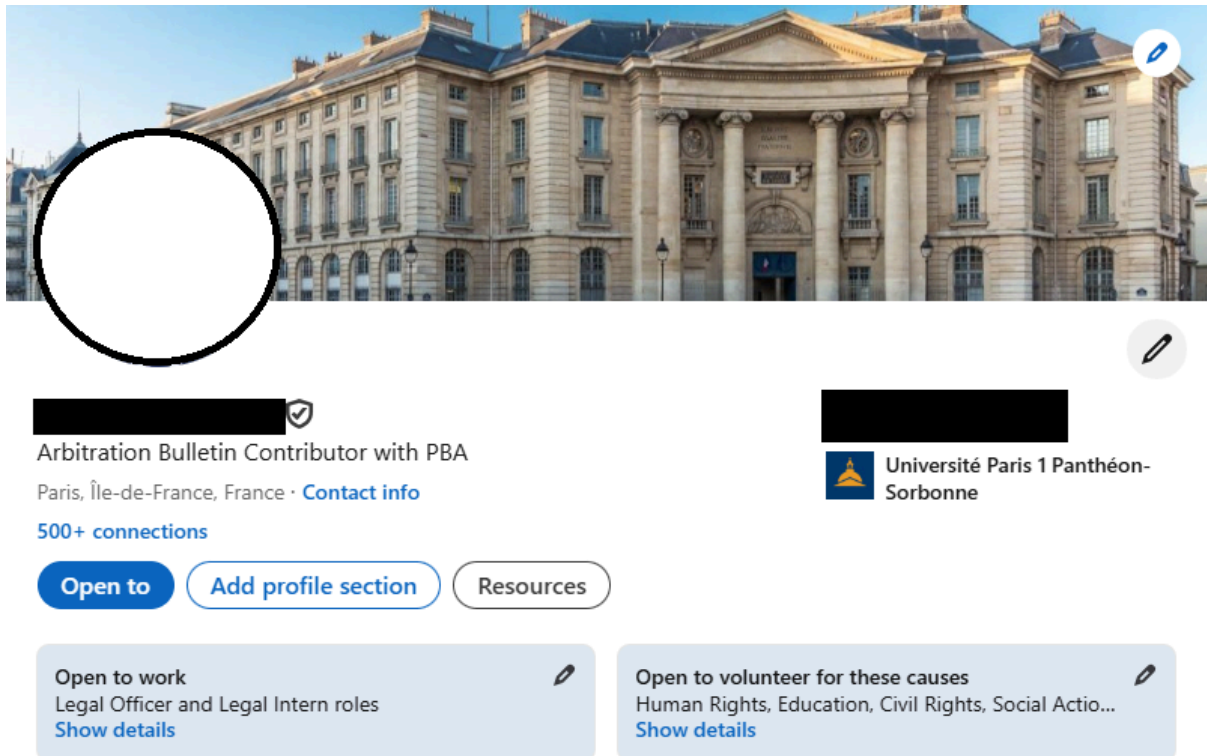 Arbitration Bulletin Contributor with PBA
Paris, Île-de-France, France · Contact info
500+ connections
Université Paris 1 Panthéon-
Sorbonne
Open to
Add profile section
Resources
Open to work
Legal Officer and Legal Intern roles
Show details
Open to volunteer for these causes
Human Rights, Education, Civil Rights, Social Actio...
Show details